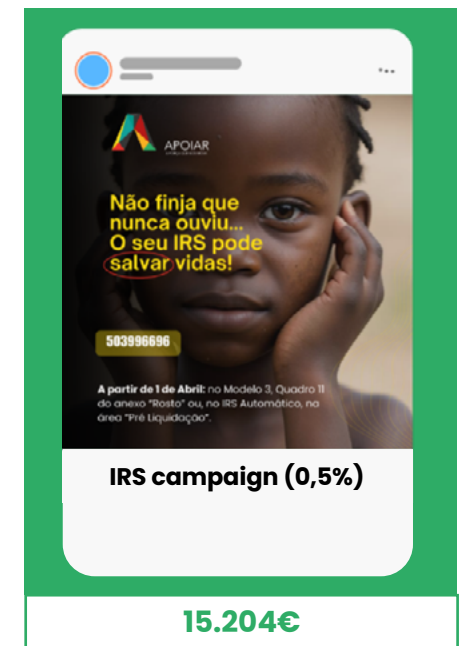 APOIAR
Não finja que
nunca ouviu...
O seu IRS pode
salvar vidas!
503996696
A partir de 1 de Abril: no Modelo 3, Quadro 11
do anexo “Rosto” ou, no IRS Automático, na
área “Pré Liquidação”.
IRS campaign (0,5%)
15.204€